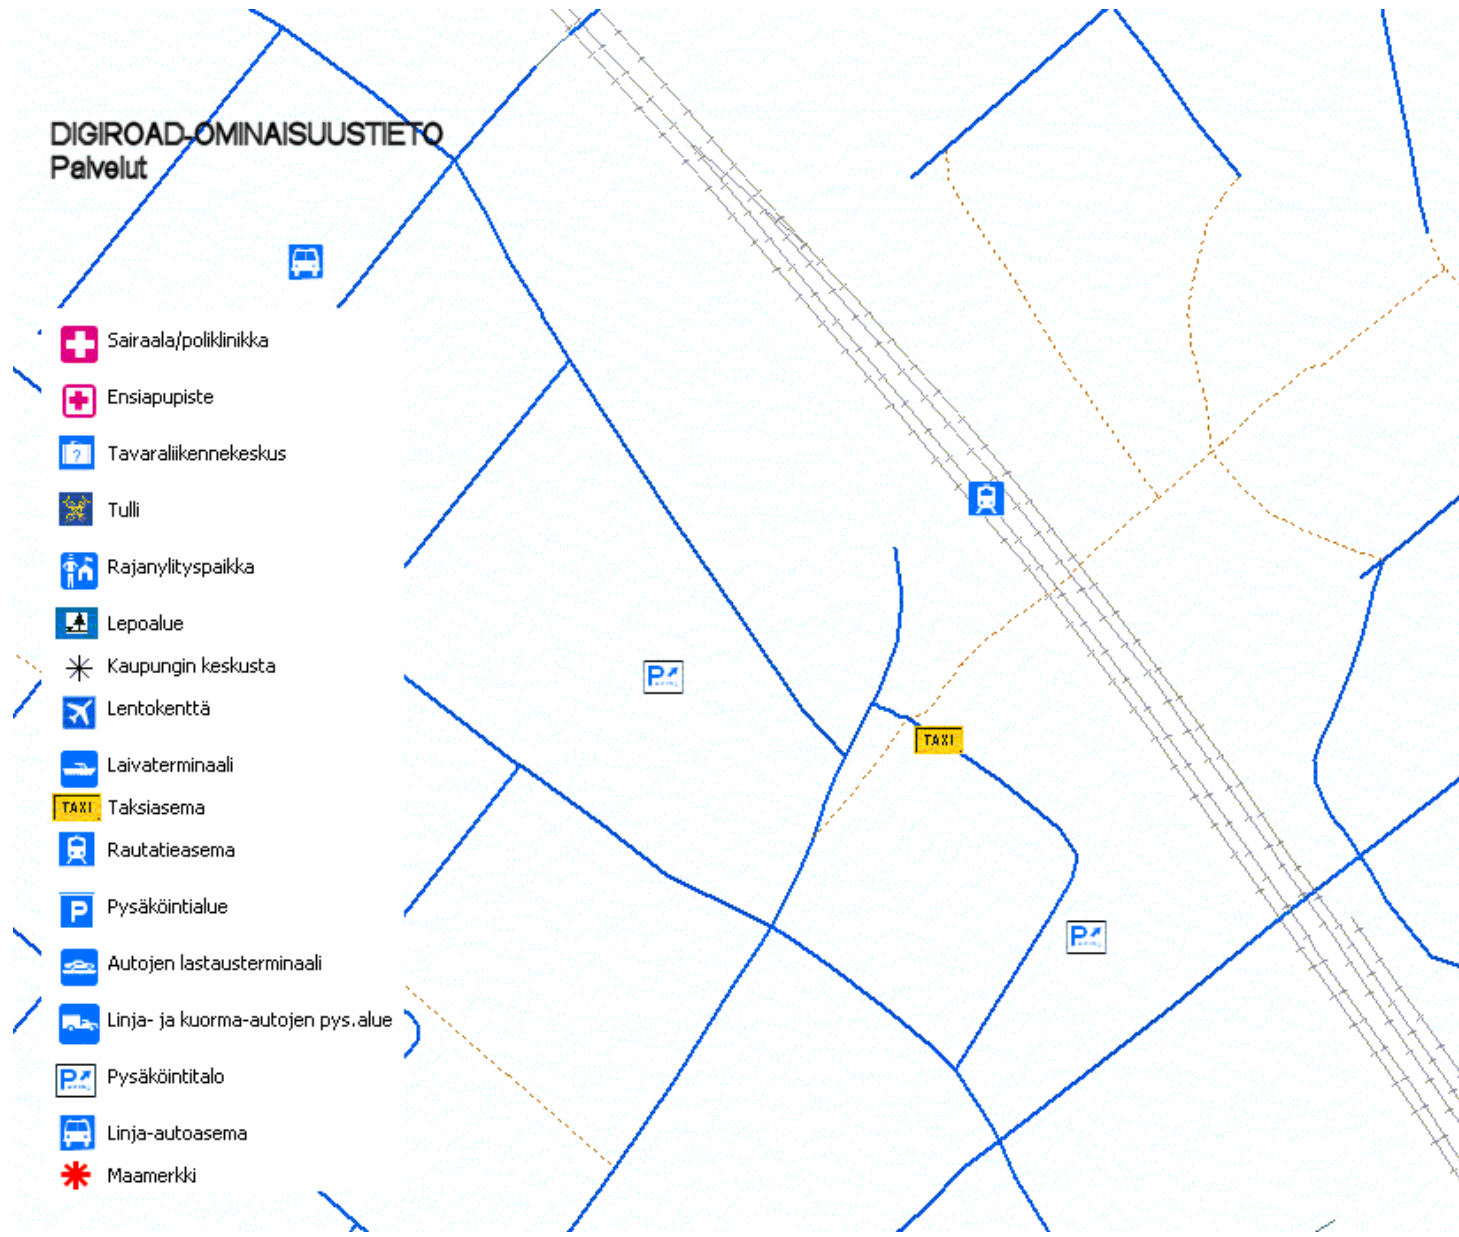 DIGIROAD-OMINAISUUSTIETO
Palvelut
Sairaala/poliklinikka
Ensiapupiste
? Tavaraliikennekeskus
Tulli
Rajanylityspaikka
Lepoalue
Kaupungin keskusta
Lentokenttä
Laivaterminaali
TAXI Taksiasema
Rautatieasema
P Pysäköintialue
Autojen lastausterminaali
Linja- ja kuorma-autojen pys.alue
P Pysäköintitalo
Linja-autoasema
Maamerkki
P
TAXI
P